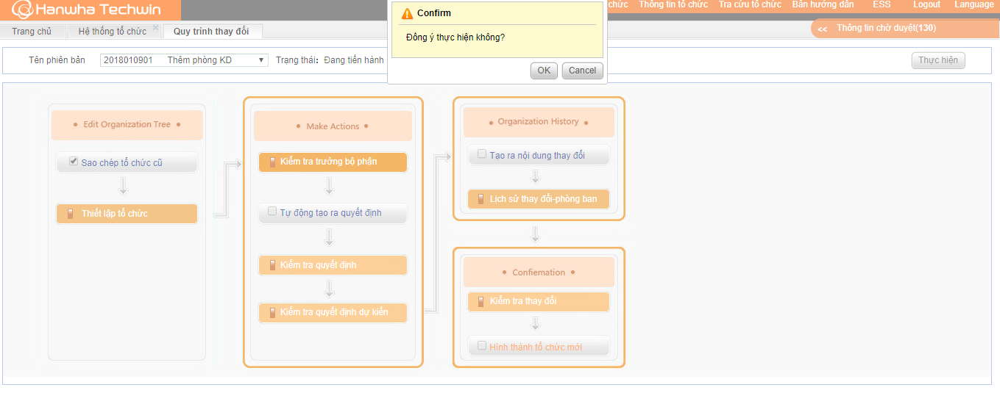 Hanwha Techwin
chức Thông tin tổ chức Tra cứu tổ chức Bản hướng dẫn ESS Logout Language
Trang chủ Hệ thống tổ chức Quy trình thay đổi
<< Thông tin chờ duyệt(130)
Confirm
Đồng ý thực hiện không?
OK Cancel
Tên phiên bản 2018010901 Thêm phòng KD Trạng thái: Đang tiến hành Thực hiện
Edit Organization Tree
Sao chép tổ chức cũ
Thiết lập tổ chức
Make Actions
Kiểm tra trưởng bộ phận
Tự động tạo ra quyết định
Kiểm tra quyết định
Kiểm tra quyết định dự kiến
Organization History
Tạo ra nội dung thay đổi
Lịch sử thay đổi-phòng ban
Confiemation
Kiểm tra thay đổi
Hình thành tổ chức mới